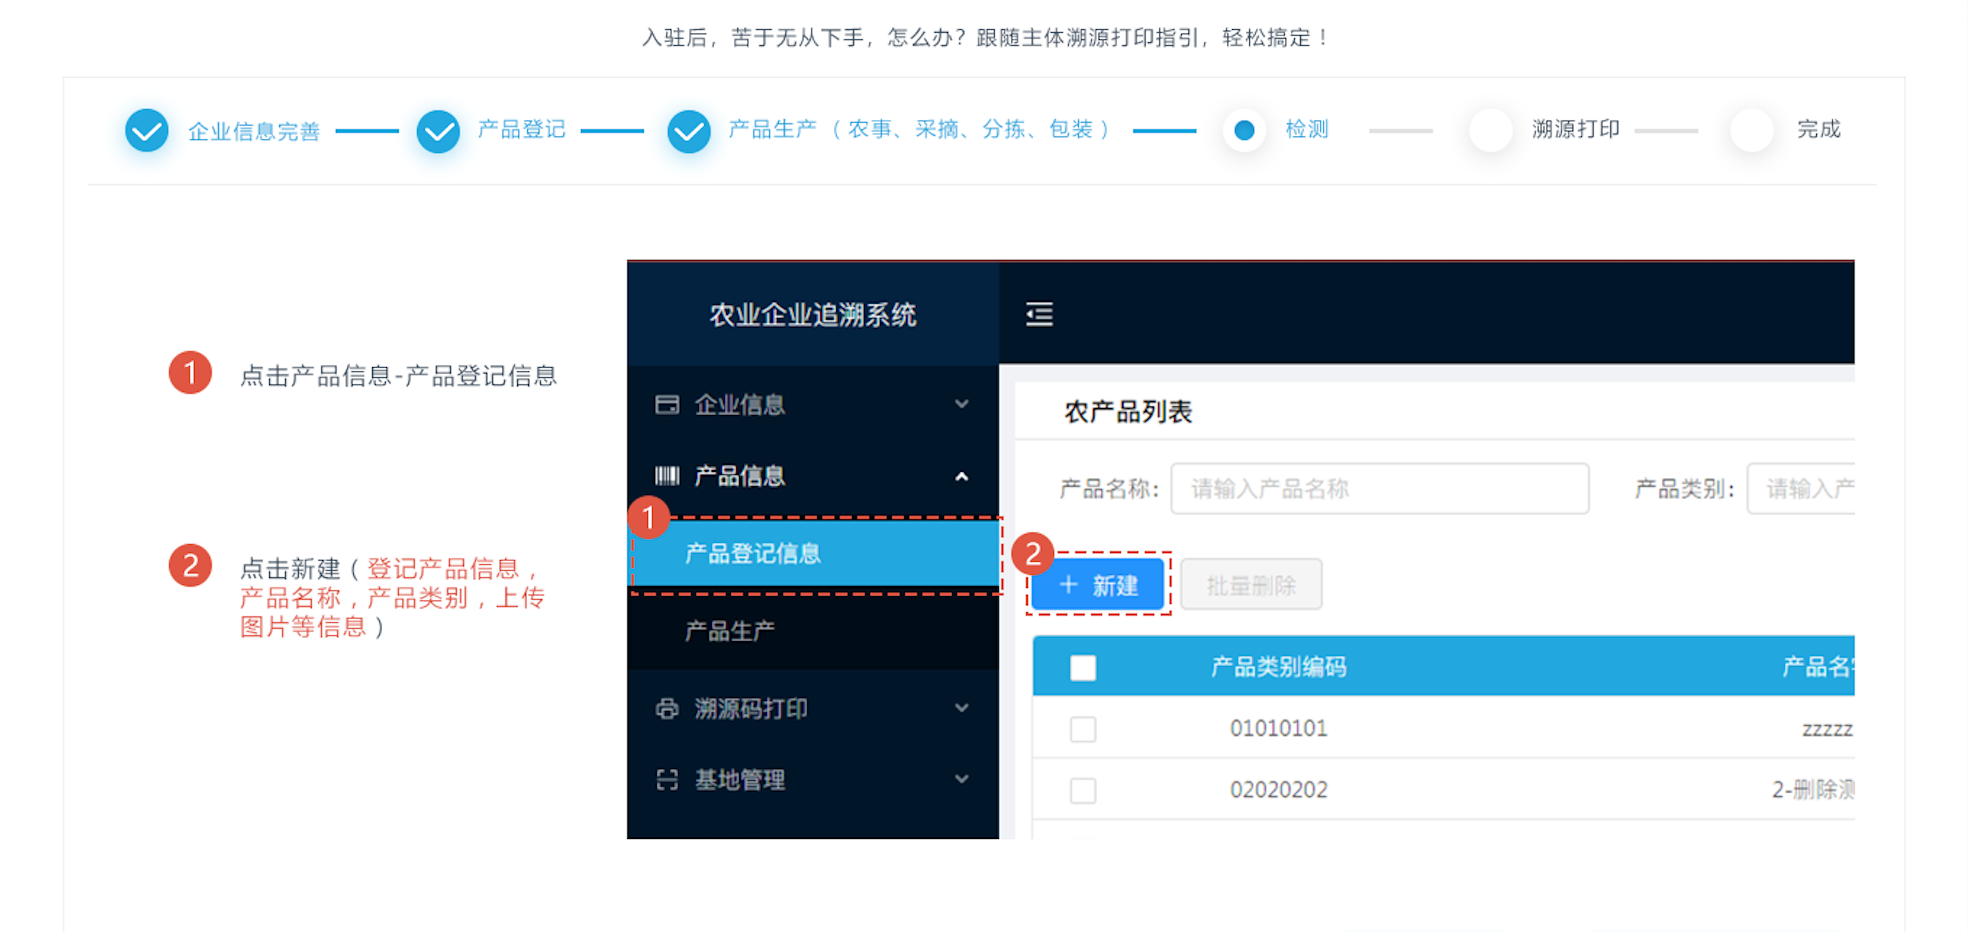 入驻后，苦于无从下手，怎么办？跟随主体溯源打印指引，轻松搞定！
企业信息完善
产品登记
产品生产（农事、采摘、分拣、包装）
检测
溯源打印
完成
1 点击产品信息-产品登记信息
2 点击新建（登记产品信息，
产品名称，产品类别，上传
图片等信息）
农业企业追溯系统
企业信息
产品信息
1
产品登记信息
产品生产
溯源码打印
基地管理
农产品列表
产品名称： 请输入产品名称 产品类别： 请输入产
2
+ 新建 批量删除
产品类别编码 产品名
01010101 zzzzz
02020202 2-删除测